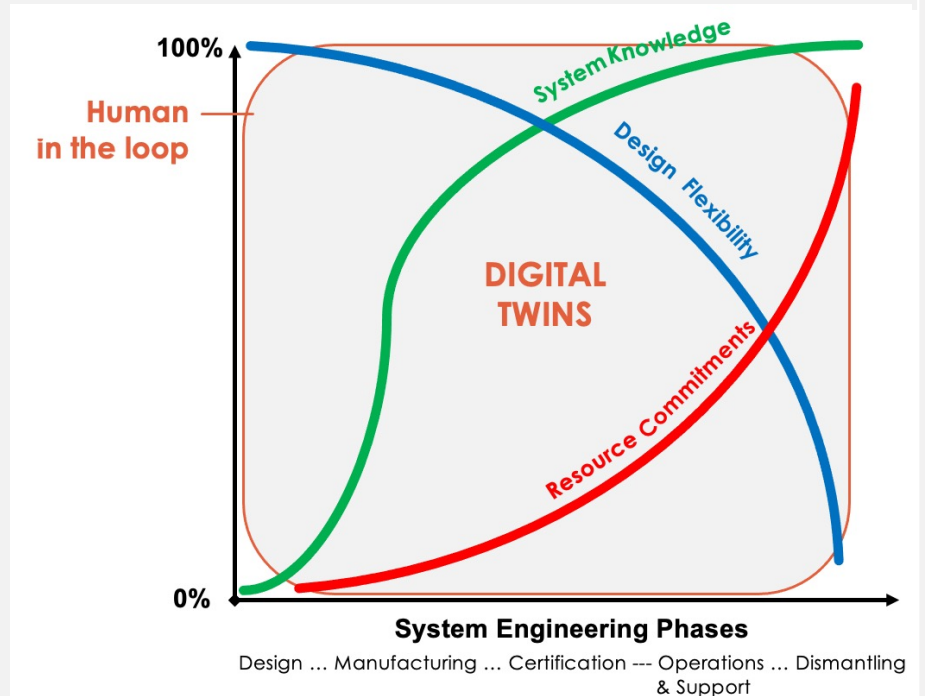 100%
System Knowledge
Human
in the loop
Design Flexibility
DIGITAL
TWINS
Resource Commitments
0%
System Engineering Phases
Design ... Manufacturing ... Certification --- Operations ... Dismantling
& Support